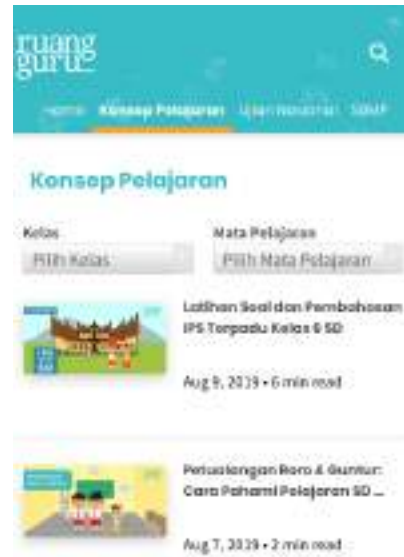 ruang
guru
Home Konsep Pelajaran Ujian Nasional SBMP
Konsep Pelajaran
Kelas Mata Pelajaran
Pilih Kelas Pilih Mata Pelajaran
Latihan Soal dan Pembahasan
IPS Terpadu Kelas 6 SD
Aug 9, 2019 • 6 min read
Petualangan Boro & Guntur:
Cara Pahami Pelajaran SD ...
Aug 7, 2019 • 2 min read